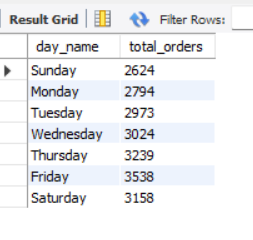 Result Grid Filter Rows:
day_name total_orders
Sunday 2624
Monday 2794
Tuesday 2973
Wednesday 3024
Thursday 3239
Friday 3538
Saturday 3158